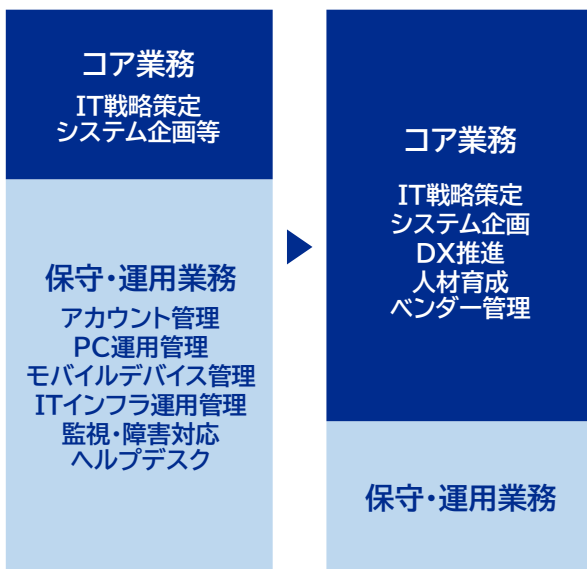 コア業務
IT戦略策定
システム企画等
保守・運用業務
アカウント管理
PC運用管理
モバイルデバイス管理
ITインフラ運用管理
監視・障害対応
ヘルプデスク
コア業務
IT戦略策定
システム企画
DX推進
人材育成
ベンダー管理
保守・運用業務